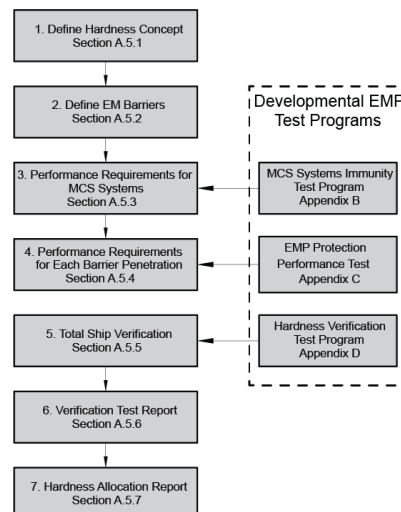 1. Define Hardness Concept
Section A.5.1
2. Define EM Barriers
Section A.5.2
3. Performance Requirements for
MCS Systems
Section A.5.3
4. Performance Requirements
for Each Barrier Penetration
Section A.5.4
5. Total Ship Verification
Section A.5.5
6. Verification Test Report
Section A.5.6
7. Hardness Allocation Report
Section A.5.7
Developmental EMP
Test Programs
MCS Systems Immunity
Test Program
Appendix B
EMP Protection
Performance Test
Appendix C
Hardness Verification
Test Program
Appendix D